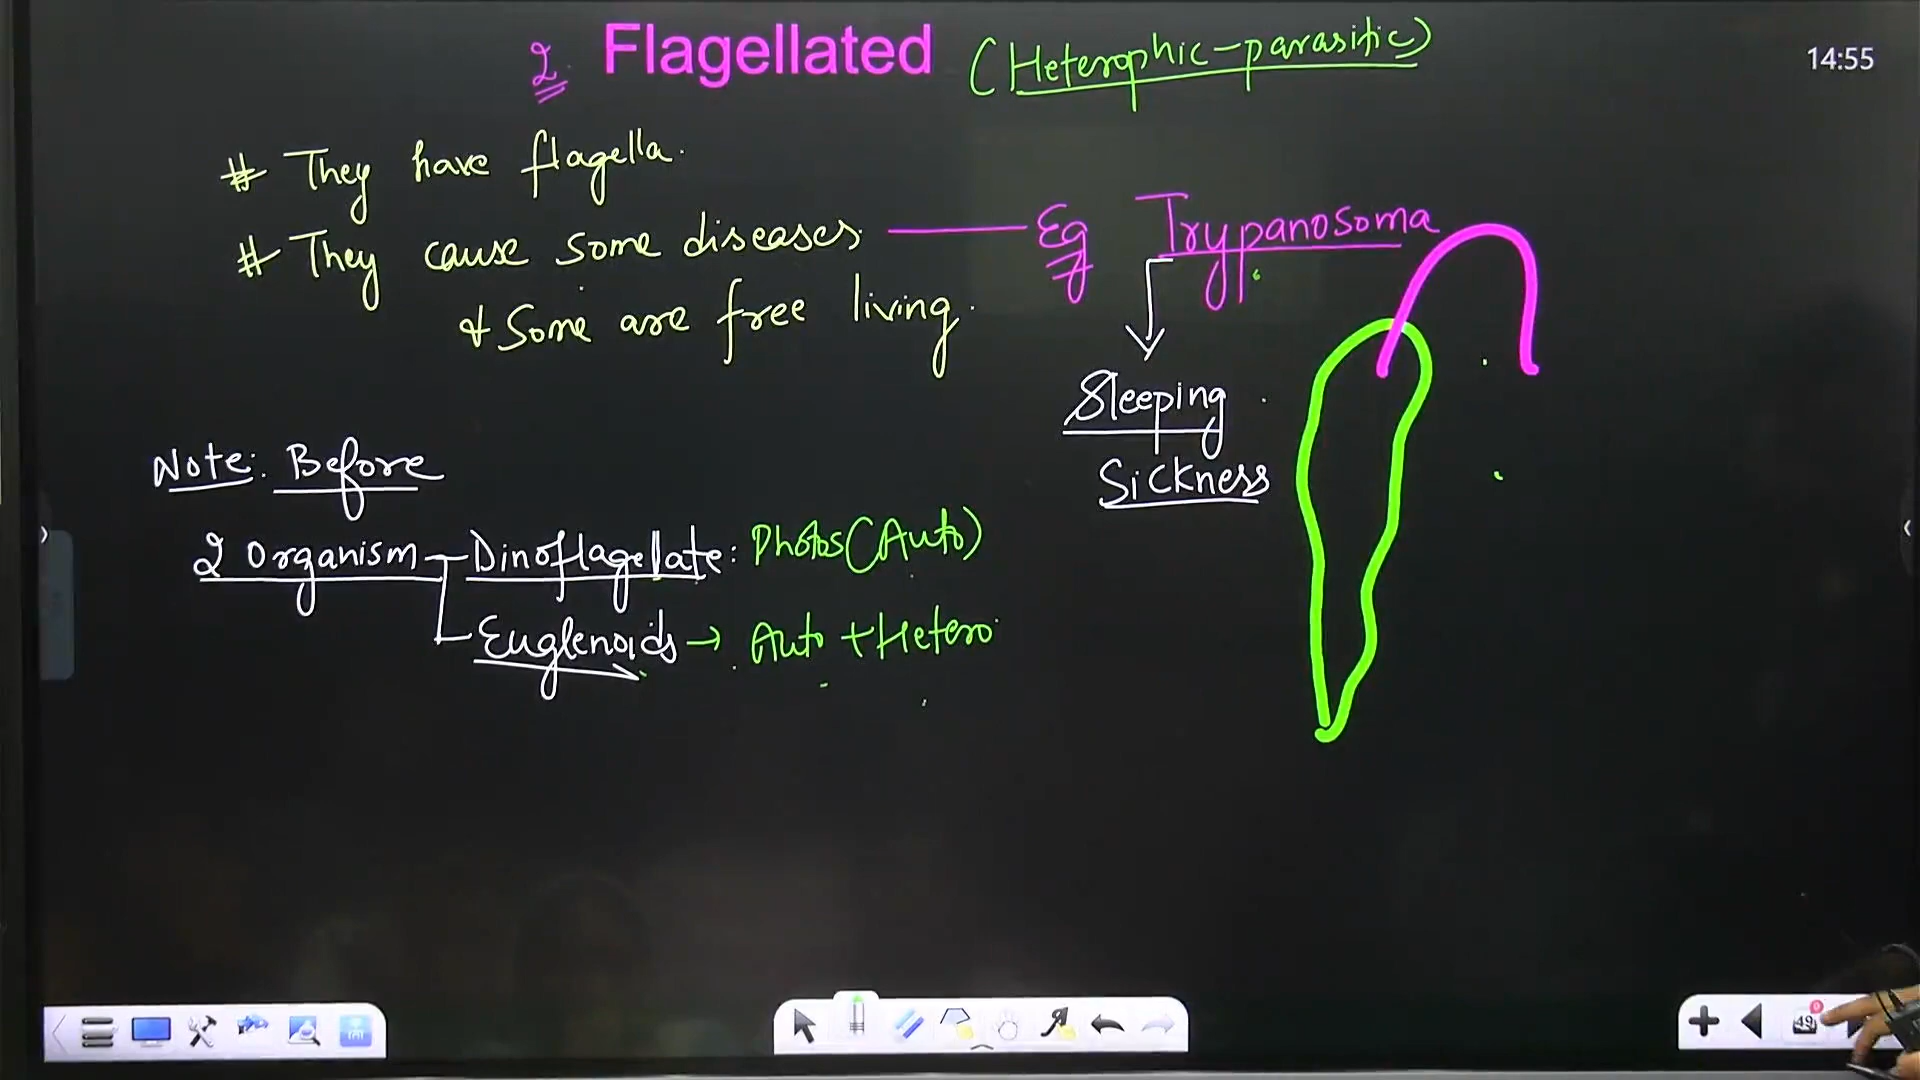 2. Flagellated (Heterophic-parasitic)
14:55
# They have flagella.
# They cause some diseases. Eg Trypanosoma
& Some are free living.
Sleeping
Sickness
Note: Before
2 organism Dinoflagellate: Photos (Auto)
Euglenoids → Auto + Hetero
49